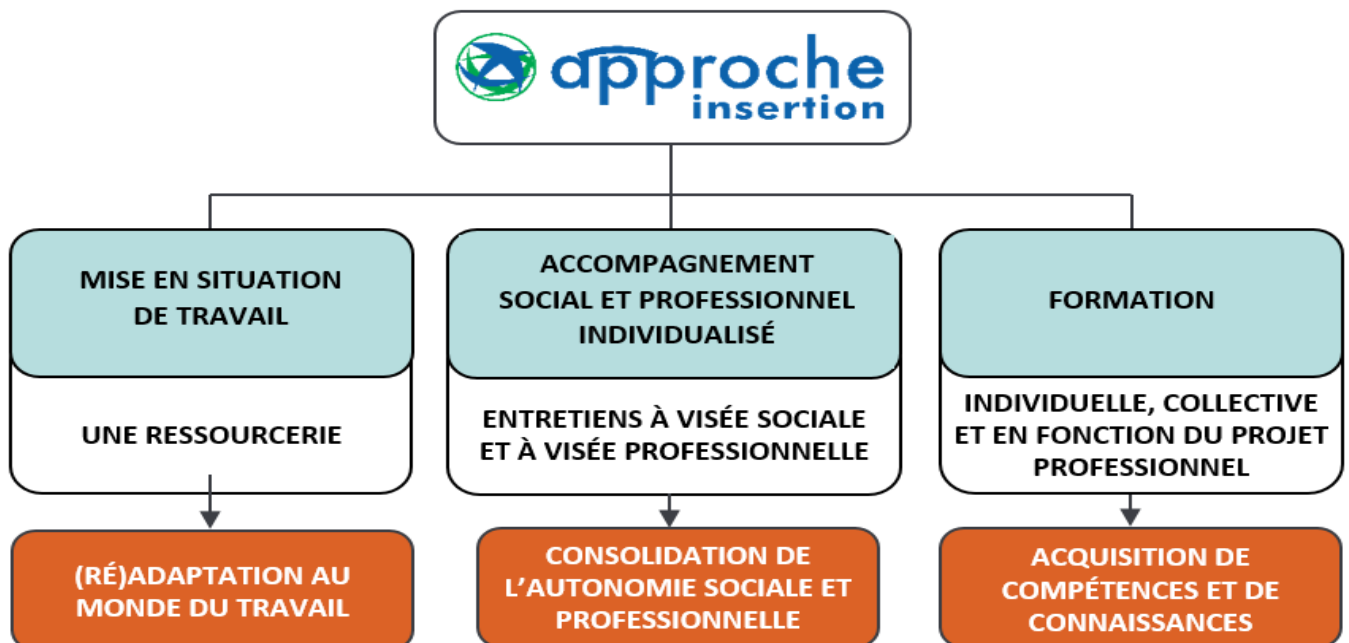 approche
insertion
MISE EN SITUATION
DE TRAVAIL
UNE RESSOURCERIE
(RÉ)ADAPTATION AU
MONDE DU TRAVAIL
ACCOMPAGNEMENT
SOCIAL ET PROFESSIONNEL
INDIVIDUALISÉ
ENTRETIENS À VISÉE SOCIALE
ET À VISÉE PROFESSIONNELLE
CONSOLIDATION DE
L’AUTONOMIE SOCIALE ET
PROFESSIONNELLE
FORMATION
INDIVIDUELLE, COLLECTIVE
ET EN FONCTION DU PROJET
PROFESSIONNEL
ACQUISITION DE
COMPÉTENCES ET DE
CONNAISSANCES